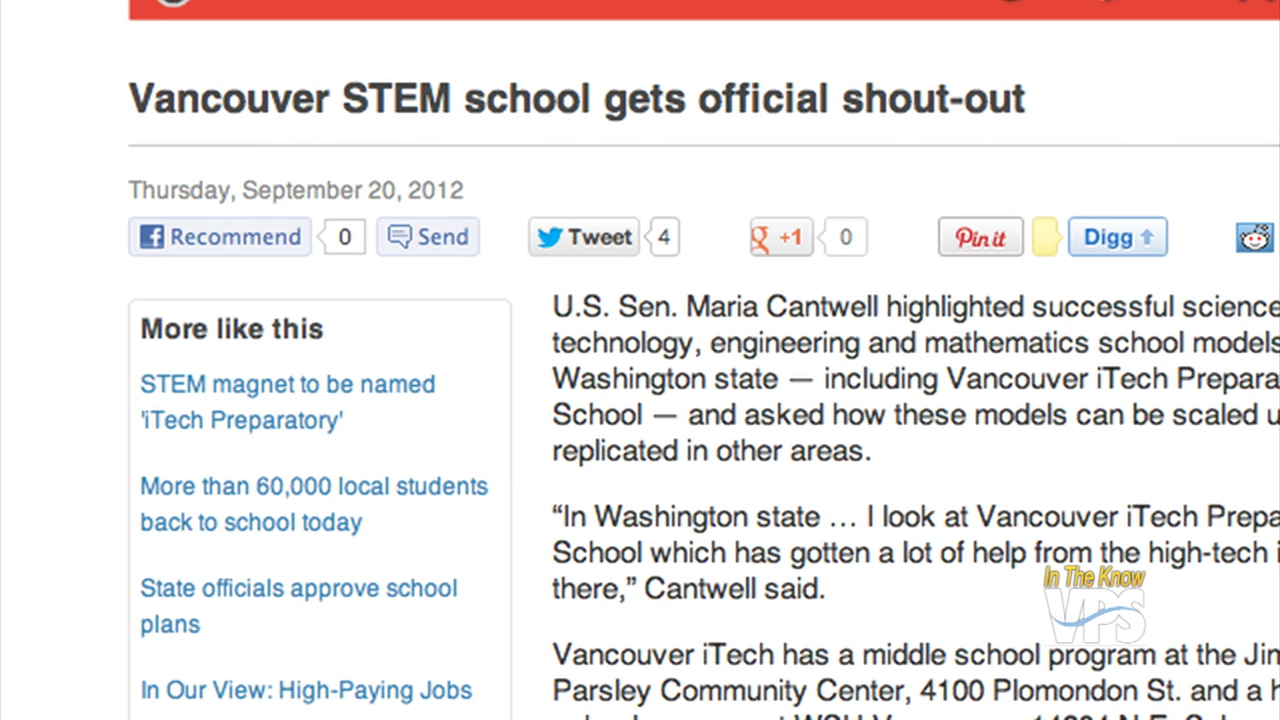 Vancouver STEM school gets official shout-out
Thursday, September 20, 2012
Recommend 0 Send Tweet 4 +1 0 Pin it Digg
More like this
STEM magnet to be named
'iTech Preparatory'
More than 60,000 local students
back to school today
State officials approve school
plans
In Our View: High-Paying Jobs
U.S. Sen. Maria Cantwell highlighted successful science
technology, engineering and mathematics school models
Washington state — including Vancouver iTech Prepara
School — and asked how these models can be scaled u
replicated in other areas.
“In Washington state … I look at Vancouver iTech Prepa
School which has gotten a lot of help from the high-tech i
there,” Cantwell said.
Vancouver iTech has a middle school program at the Jim
Parsley Community Center, 4100 Plomondon St. and a h
In The Know
VPS